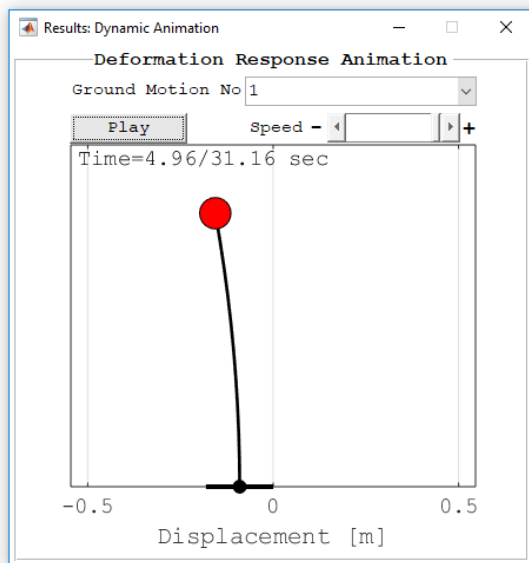 Results: Dynamic Animation
Deformation Response Animation
Ground Motion No 1
Play Speed - +
Time=4.96/31.16 sec
-0.5 0 0.5
Displacement [m]